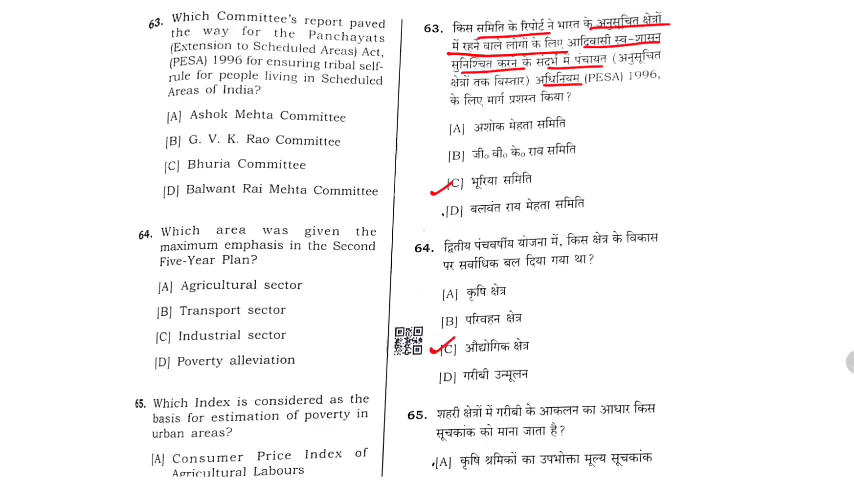 63. Which Committee's report paved
the way for the Panchayats
(Extension to Scheduled Areas) Act,
(PESA) 1996 for ensuring tribal self-
rule for people living in Scheduled
Areas of India?
[A] Ashok Mehta Committee
[B] G. V. K. Rao Committee
[C] Bhuria Committee
[D] Balwant Rai Mehta Committee
64. Which area was given the
maximum emphasis in the Second
Five-Year Plan?
[A] Agricultural sector
[B] Transport sector
[C] Industrial sector
[D] Poverty alleviation
65. Which Index is considered as the
basis for estimation of poverty in
urban areas?
[A] Consumer Price Index of
Agricultural Labours
63. किस समिति के रिपोर्ट ने भारत के अनुसूचित क्षेत्रों
में रहने वाले लोगों के लिए आदिवासी स्व-शासन
सुनिश्चित करने के संदर्भ में पंचायत (अनुसूचित
क्षेत्रों तक विस्तार) अधिनियम (PESA) 1996,
के लिए मार्ग प्रशस्त किया?
[A] अशोक मेहता समिति
[B] जी० वी० के० राव समिति
[C] भूरिया समिति
[D] बलवंत राय मेहता समिति
64. द्वितीय पंचवर्षीय योजना में, किस क्षेत्र के विकास
पर सर्वाधिक बल दिया गया था?
[A] कृषि क्षेत्र
[B] परिवहन क्षेत्र
[C] औद्योगिक क्षेत्र
[D] गरीबी उन्मूलन
65. शहरी क्षेत्रों में गरीबी के आकलन का आधार किस
सूचकांक को माना जाता है?
[A] कृषि श्रमिकों का उपभोक्ता मूल्य सूचकांक